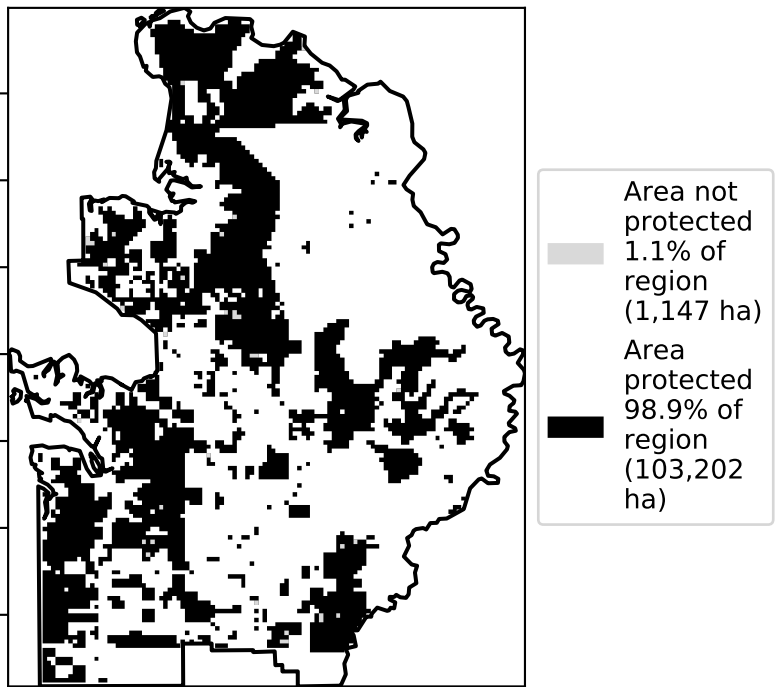 Area not
protected
1.1% of
region
(1,147 ha)
Area
protected
98.9% of
region
(103,202
ha)